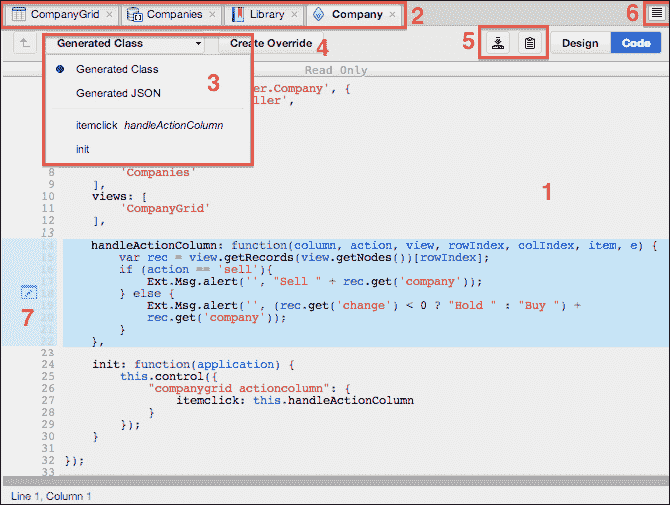 CompanyGrid × Companies × Library × Company × 2 6
Generated Class Create Override 4 5 Design Code
Read Only
Generated Class 3
Generated JSON
itemclick handleActionColumn
init
er.Company', {
ller',
8 'Companies'
9 ],
10 views: [ 1
11 'CompanyGrid'
12 ],
13
14 handleActionColumn: function(column, action, view, rowIndex, colIndex, item, e) {
15 var rec = view.getRecords(view.getNodes())[rowIndex];
16 if (action == 'sell'){
17 Ext.Msg.alert('', "Sell " + rec.get('company'));
18 } else {
19 Ext.Msg.alert('', (rec.get('change') < 0 ? "Hold " : "Buy ") +
20 rec.get('company'));
7
21 }
22 },
23
24 init: function(application) {
25 this.control({
26 "companygrid actioncolumn": {
27 itemclick: this.handleActionColumn
28 }
29 });
30 }
31
32 });
33
Line 1, Column 1